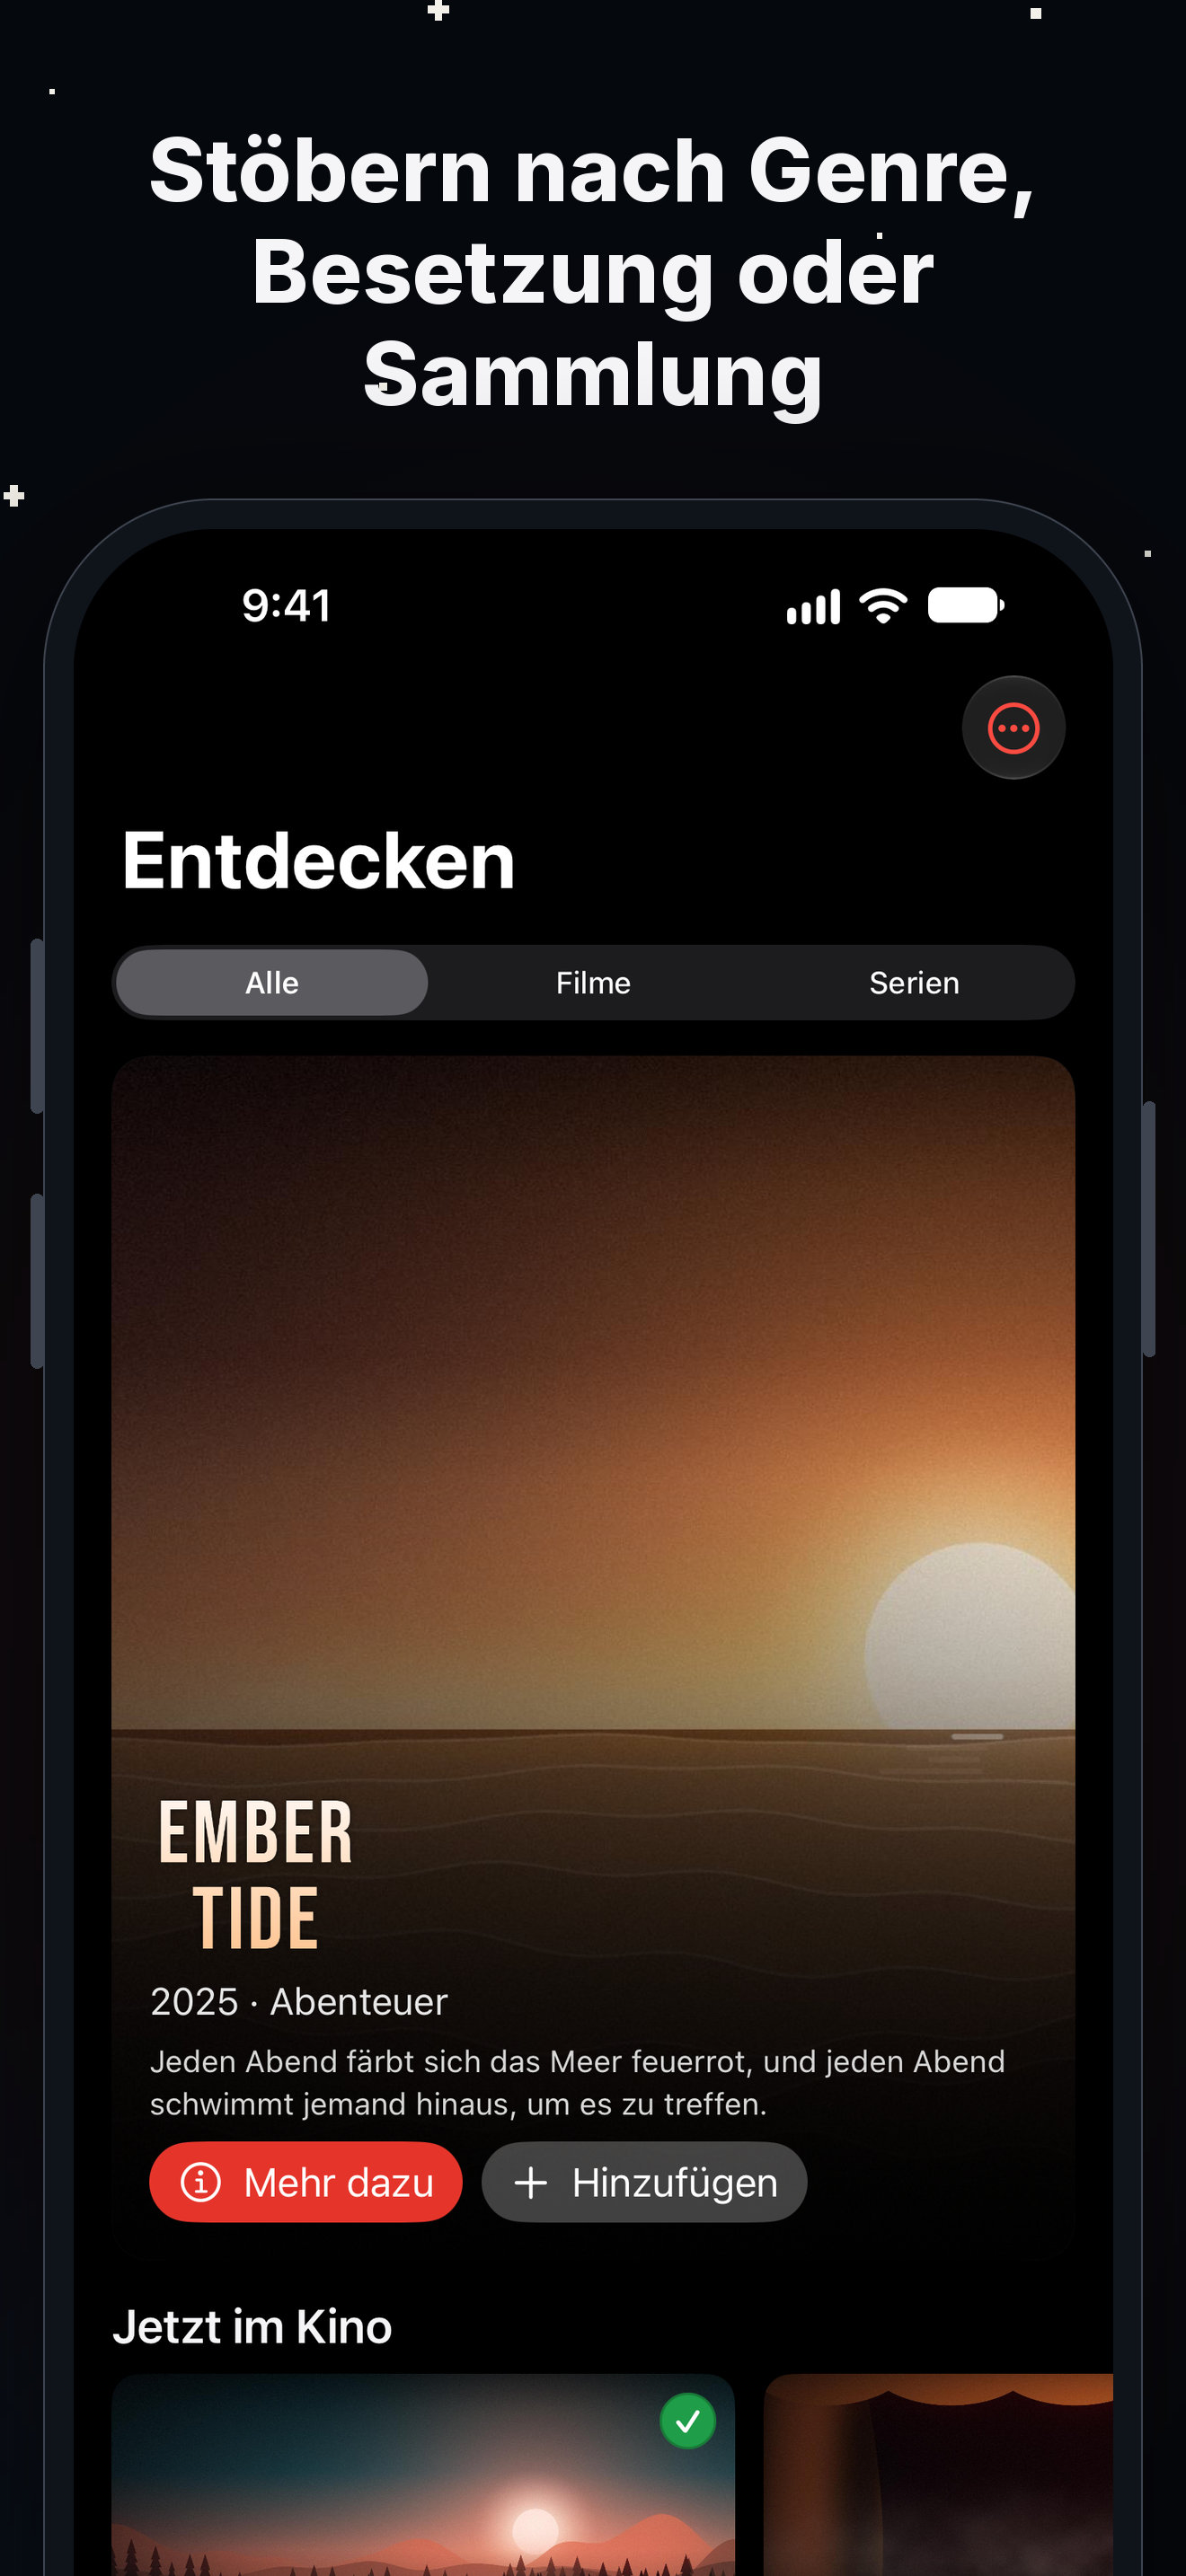 Stöbern nach Genre,
Besetzung oder
Sammlung
9:41
Entdecken
Alle
Filme
Serien
EMBER
TIDE
2025 · Abenteuer
Jeden Abend färbt sich das Meer feuerrot, und jeden Abend
schwimmt jemand hinaus, um es zu treffen.
Mehr dazu
Hinzufügen
Jetzt im Kino